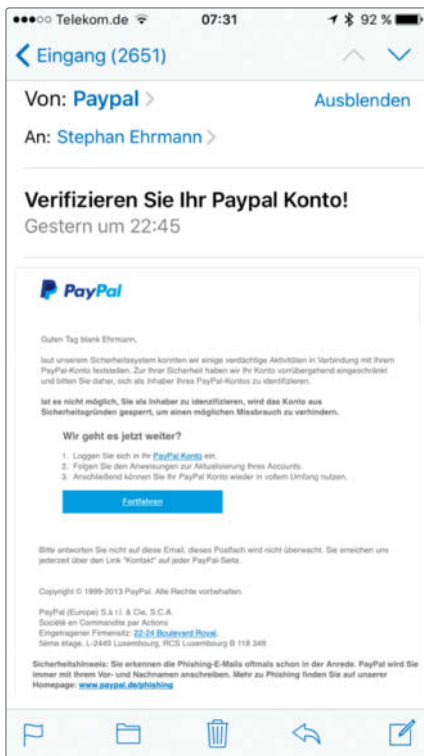 Telekom.de 07:31 92 %
Eingang (2651)
Von: Paypal Ausblenden
An: Stephan Ehrmann
Verifizieren Sie Ihr Paypal Konto!
Gestern um 22:45
PayPal
Guten Tag blank Ehrmann,
laut unserem Sicherheitssystem konnten wir einige verdächtige Aktivitäten in Verbindung mit Ihrem
PayPal-Konto feststellen. Zur Ihrer Sicherheit haben wir Ihr Konto vorrübergehend eingeschränkt
und bitten Sie daher, sich als Inhaber Ihres PayPal-Kontos zu identifizieren.
Ist es nicht möglich, Sie als Inhaber zu idenzifizieren, wird das Konto aus
Sicherheitsgründen gesperrt, um einen möglichen Missbrauch zu verhindern.
Wir geht es jetzt weiter?
1. Loggen Sie sich in Ihr PayPal Konto ein.
2. Folgen Sie den Anweisungen zur Aktualisierung Ihres Accounts.
3. Anschließend können Sie Ihr PayPal Konto wieder in vollem Umfang nutzen.
Fortfahren
Bitte antworten Sie nicht auf diese Email, dieses Postfach wird nicht überwacht. Sie erreichen uns
jederzeit über den Link "Kontakt" auf jeder PayPal-Seite.
Copyright © 1999-2013 PayPal. Alle Rechte vorbehalten.
PayPal (Europe) S.à r.l. & Cie, S.C.A.
Société en Commandite par Actions
Eingetragener Firmensitz: 22-24 Boulevard Royal,
5ème étage, L-2449 Luxembourg, RCS Luxembourg B 118 349
Sicherheitshinweis: Sie erkennen die Phishing-E-Mails oftmals schon in der Anrede. PayPal wird Sie
immer mit Ihrem Vor- und Nachnamen anschreiben. Mehr zu Phishing finden Sie auf unserer
Homepage: www.paypal.de/phishing